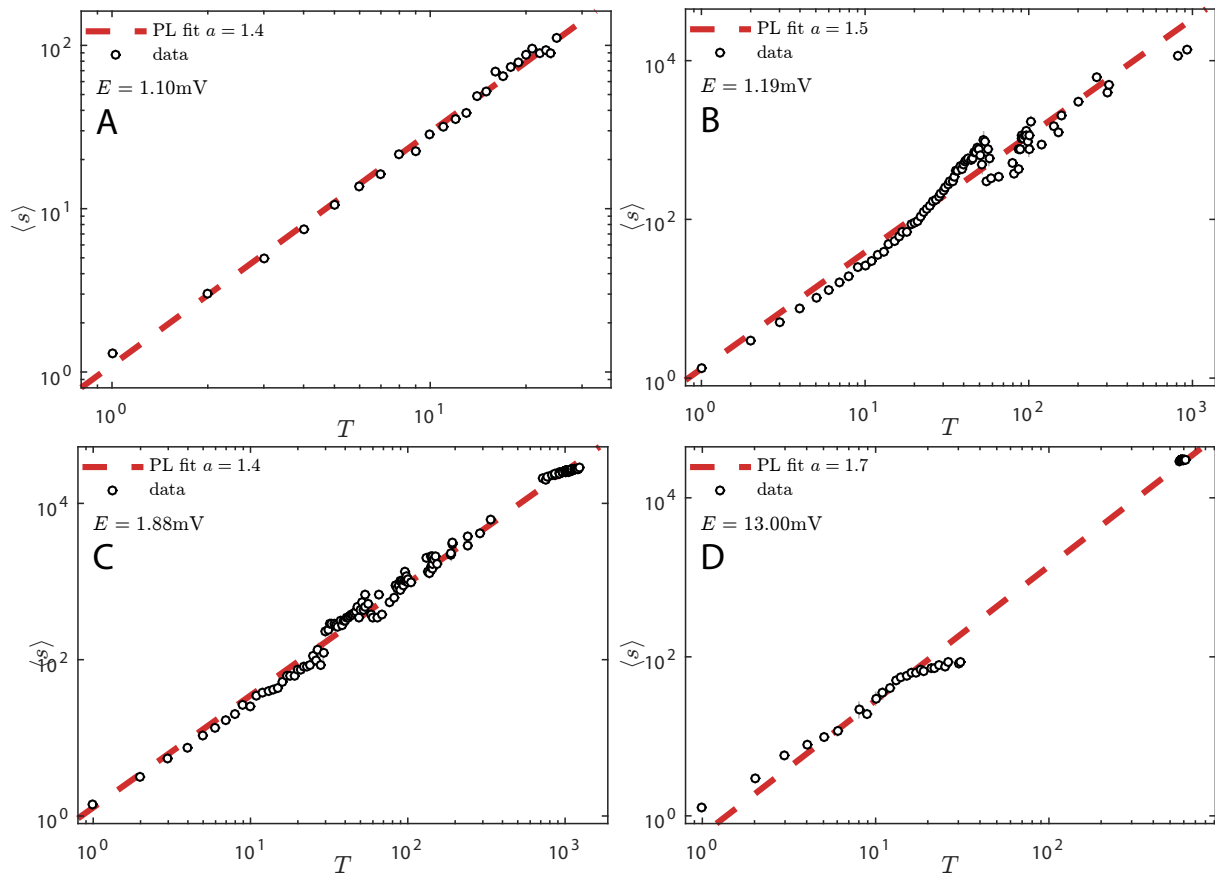 PL fit a = 1.4
data
E = 1.10mV
A
10^2
10^1
10^0
⟨s⟩
10^0
10^1
T
PL fit a = 1.5
data
E = 1.19mV
B
10^4
10^2
10^0
⟨s⟩
10^0
10^1
10^2
10^3
T
PL fit a = 1.4
data
E = 1.88mV
C
10^4
10^2
10^0
⟨s⟩
10^0
10^1
10^2
10^3
T
PL fit a = 1.7
data
E = 13.00mV
D
10^4
10^2
10^0
⟨s⟩
10^0
10^1
10^2
T